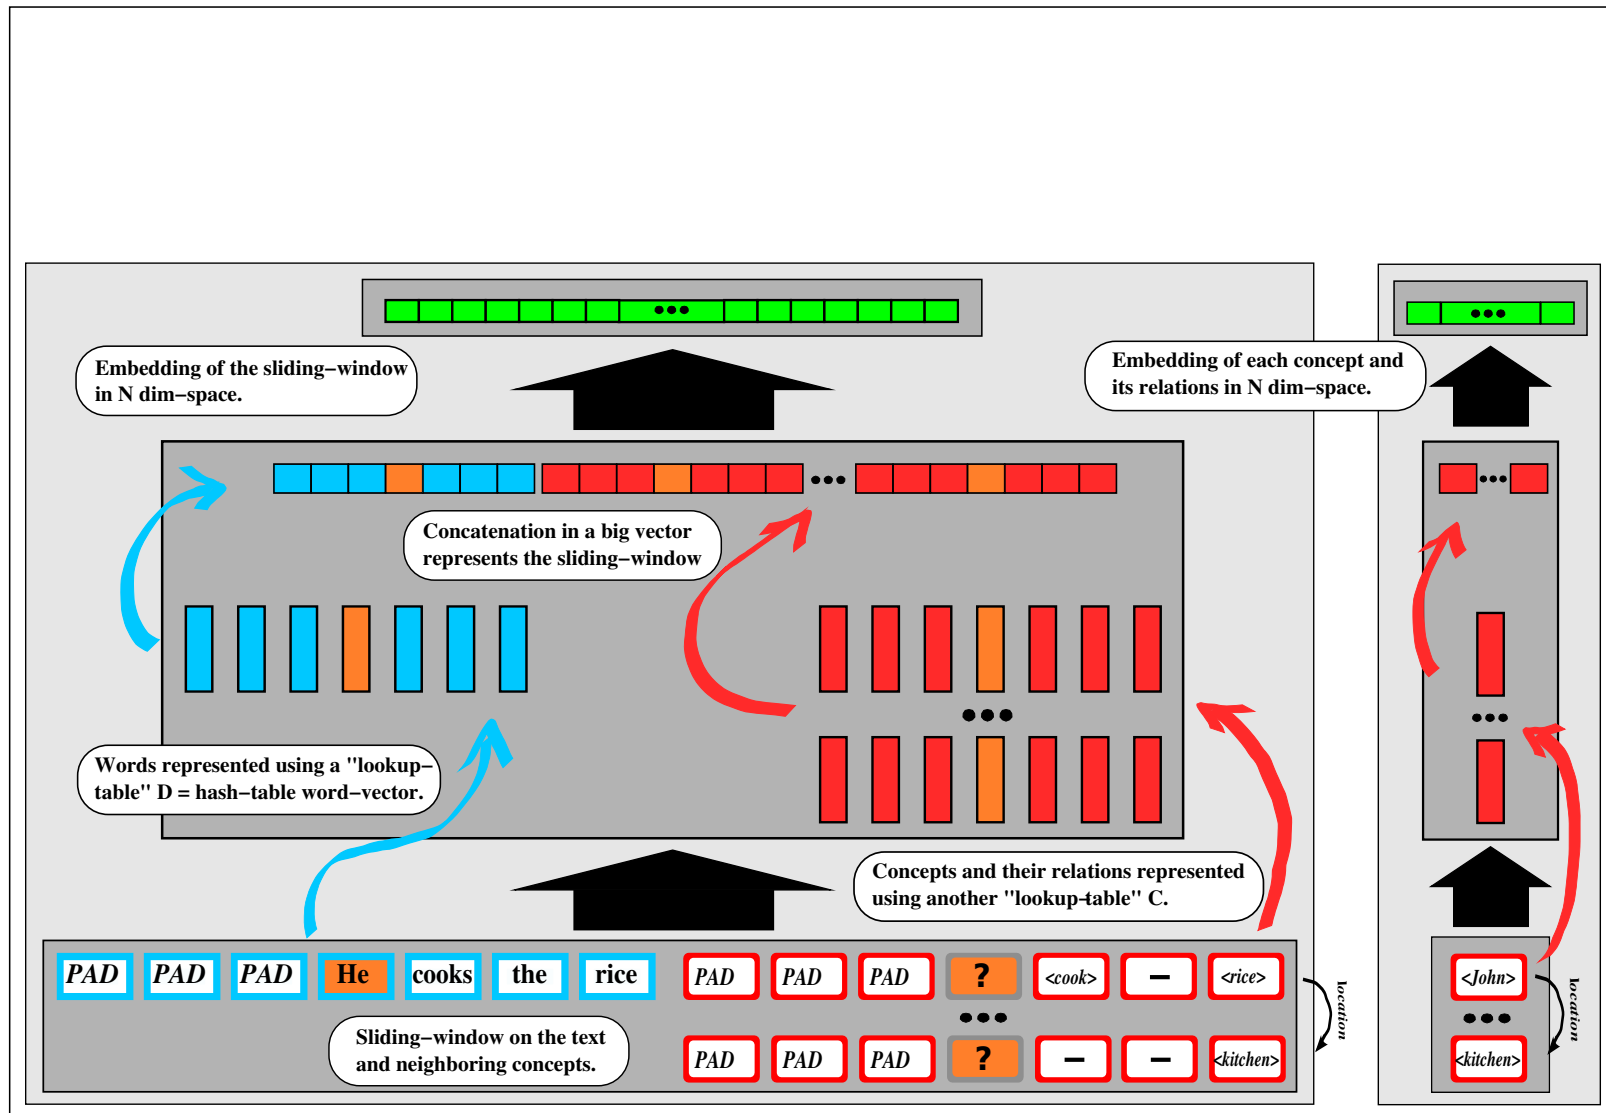 Embedding of the sliding−window
in N dim−space.
Embedding of each concept and
its relations in N dim−space.
Concatenation in a big vector
represents the sliding−window
Words represented using a "lookup−
table" D = hash−table word−vector.
Concepts and their relations represented
using another "lookup-table" C.
PAD PAD PAD He cooks the rice PAD PAD PAD ? <cook> − <rice>
location
<John>
location
Sliding−window on the text
and neighboring concepts.
PAD PAD PAD ? − − <kitchen>
<kitchen>